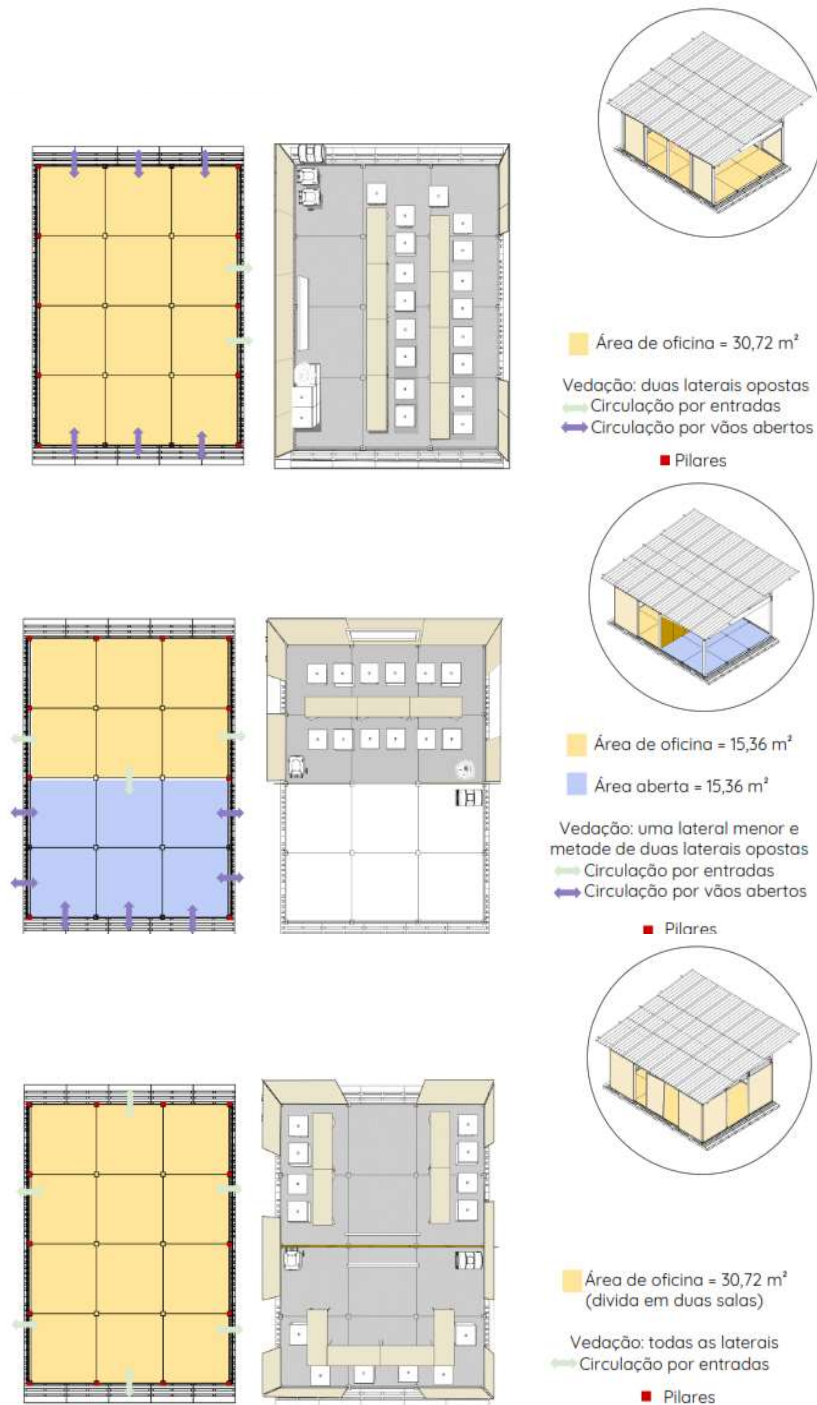 Área de oficina = 30,72 m²
Vedação: duas laterais opostas
Circulação por entradas
Circulação por vãos abertos
Pilares
Área de oficina = 15,36 m²
Área aberta = 15,36 m²
Vedação: uma lateral menor e
metade de duas laterais opostas
Circulação por entradas
Circulação por vãos abertos
Pilares
Área de oficina = 30,72 m²
(divida em duas salas)
Vedação: todas as laterais
Circulação por entradas
Pilares